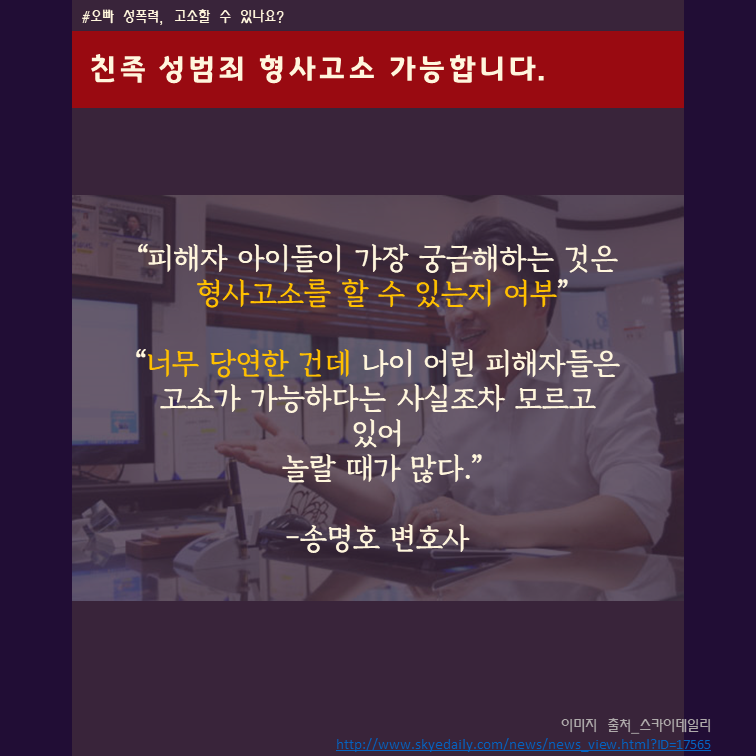 #오빠 성폭력, 고소할 수 있나요?
친족 성범죄 형사고소 가능합니다.
“피해자 아이들이 가장 궁금해하는 것은
형사고소를 할 수 있는지 여부”
“너무 당연한 건데 나이 어린 피해자들은
고소가 가능하다는 사실조차 모르고
있어
놀랄 때가 많다.”
-송명호 변호사
이미지 출처_스카이데일리
http://www.skyedaily.com/news/news_view.html?ID=17565